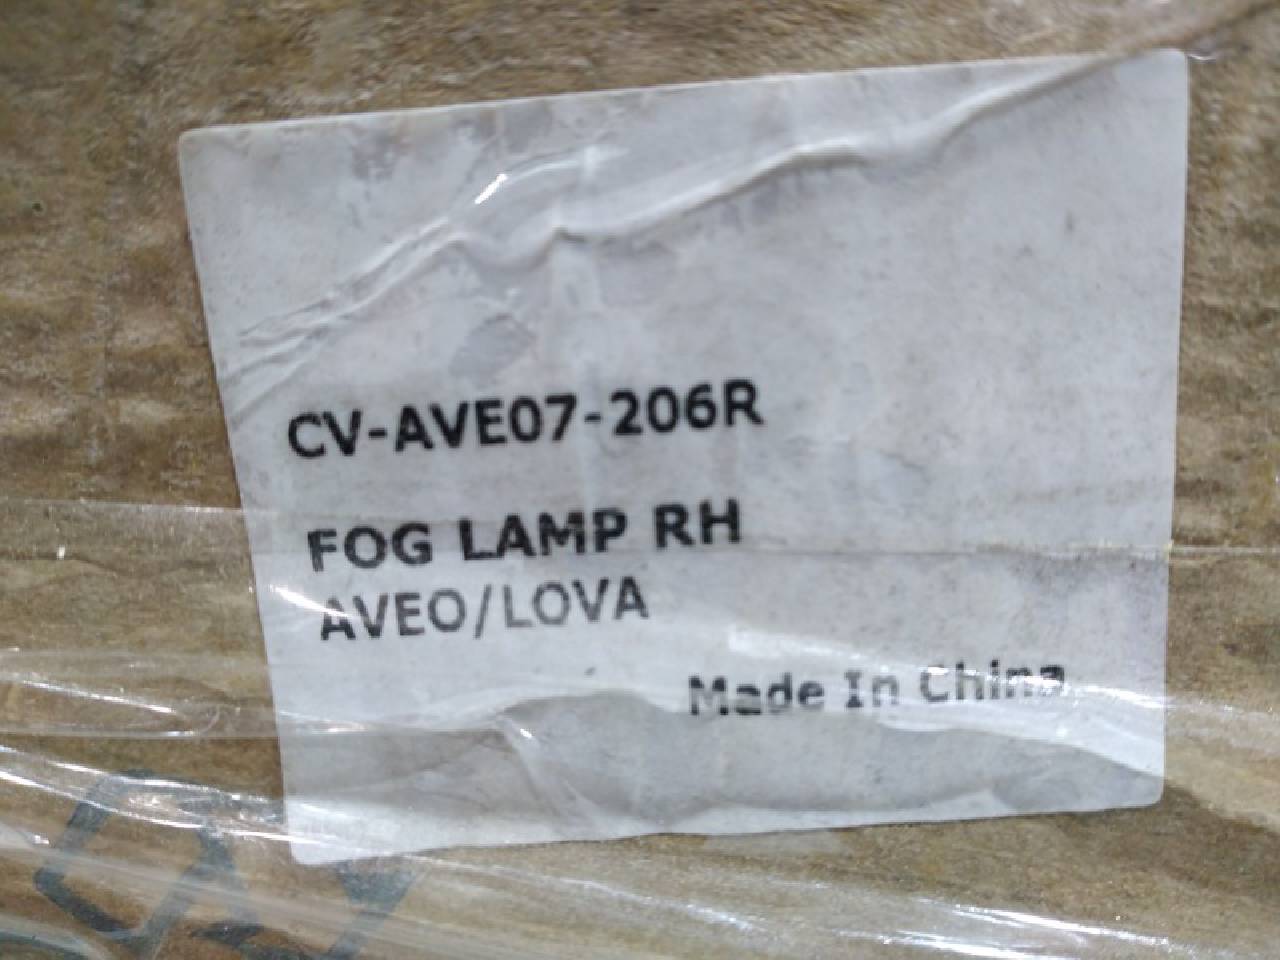 CV-AVE07-206R
FOG LAMP RH
AVEO/LOVA
Made In China